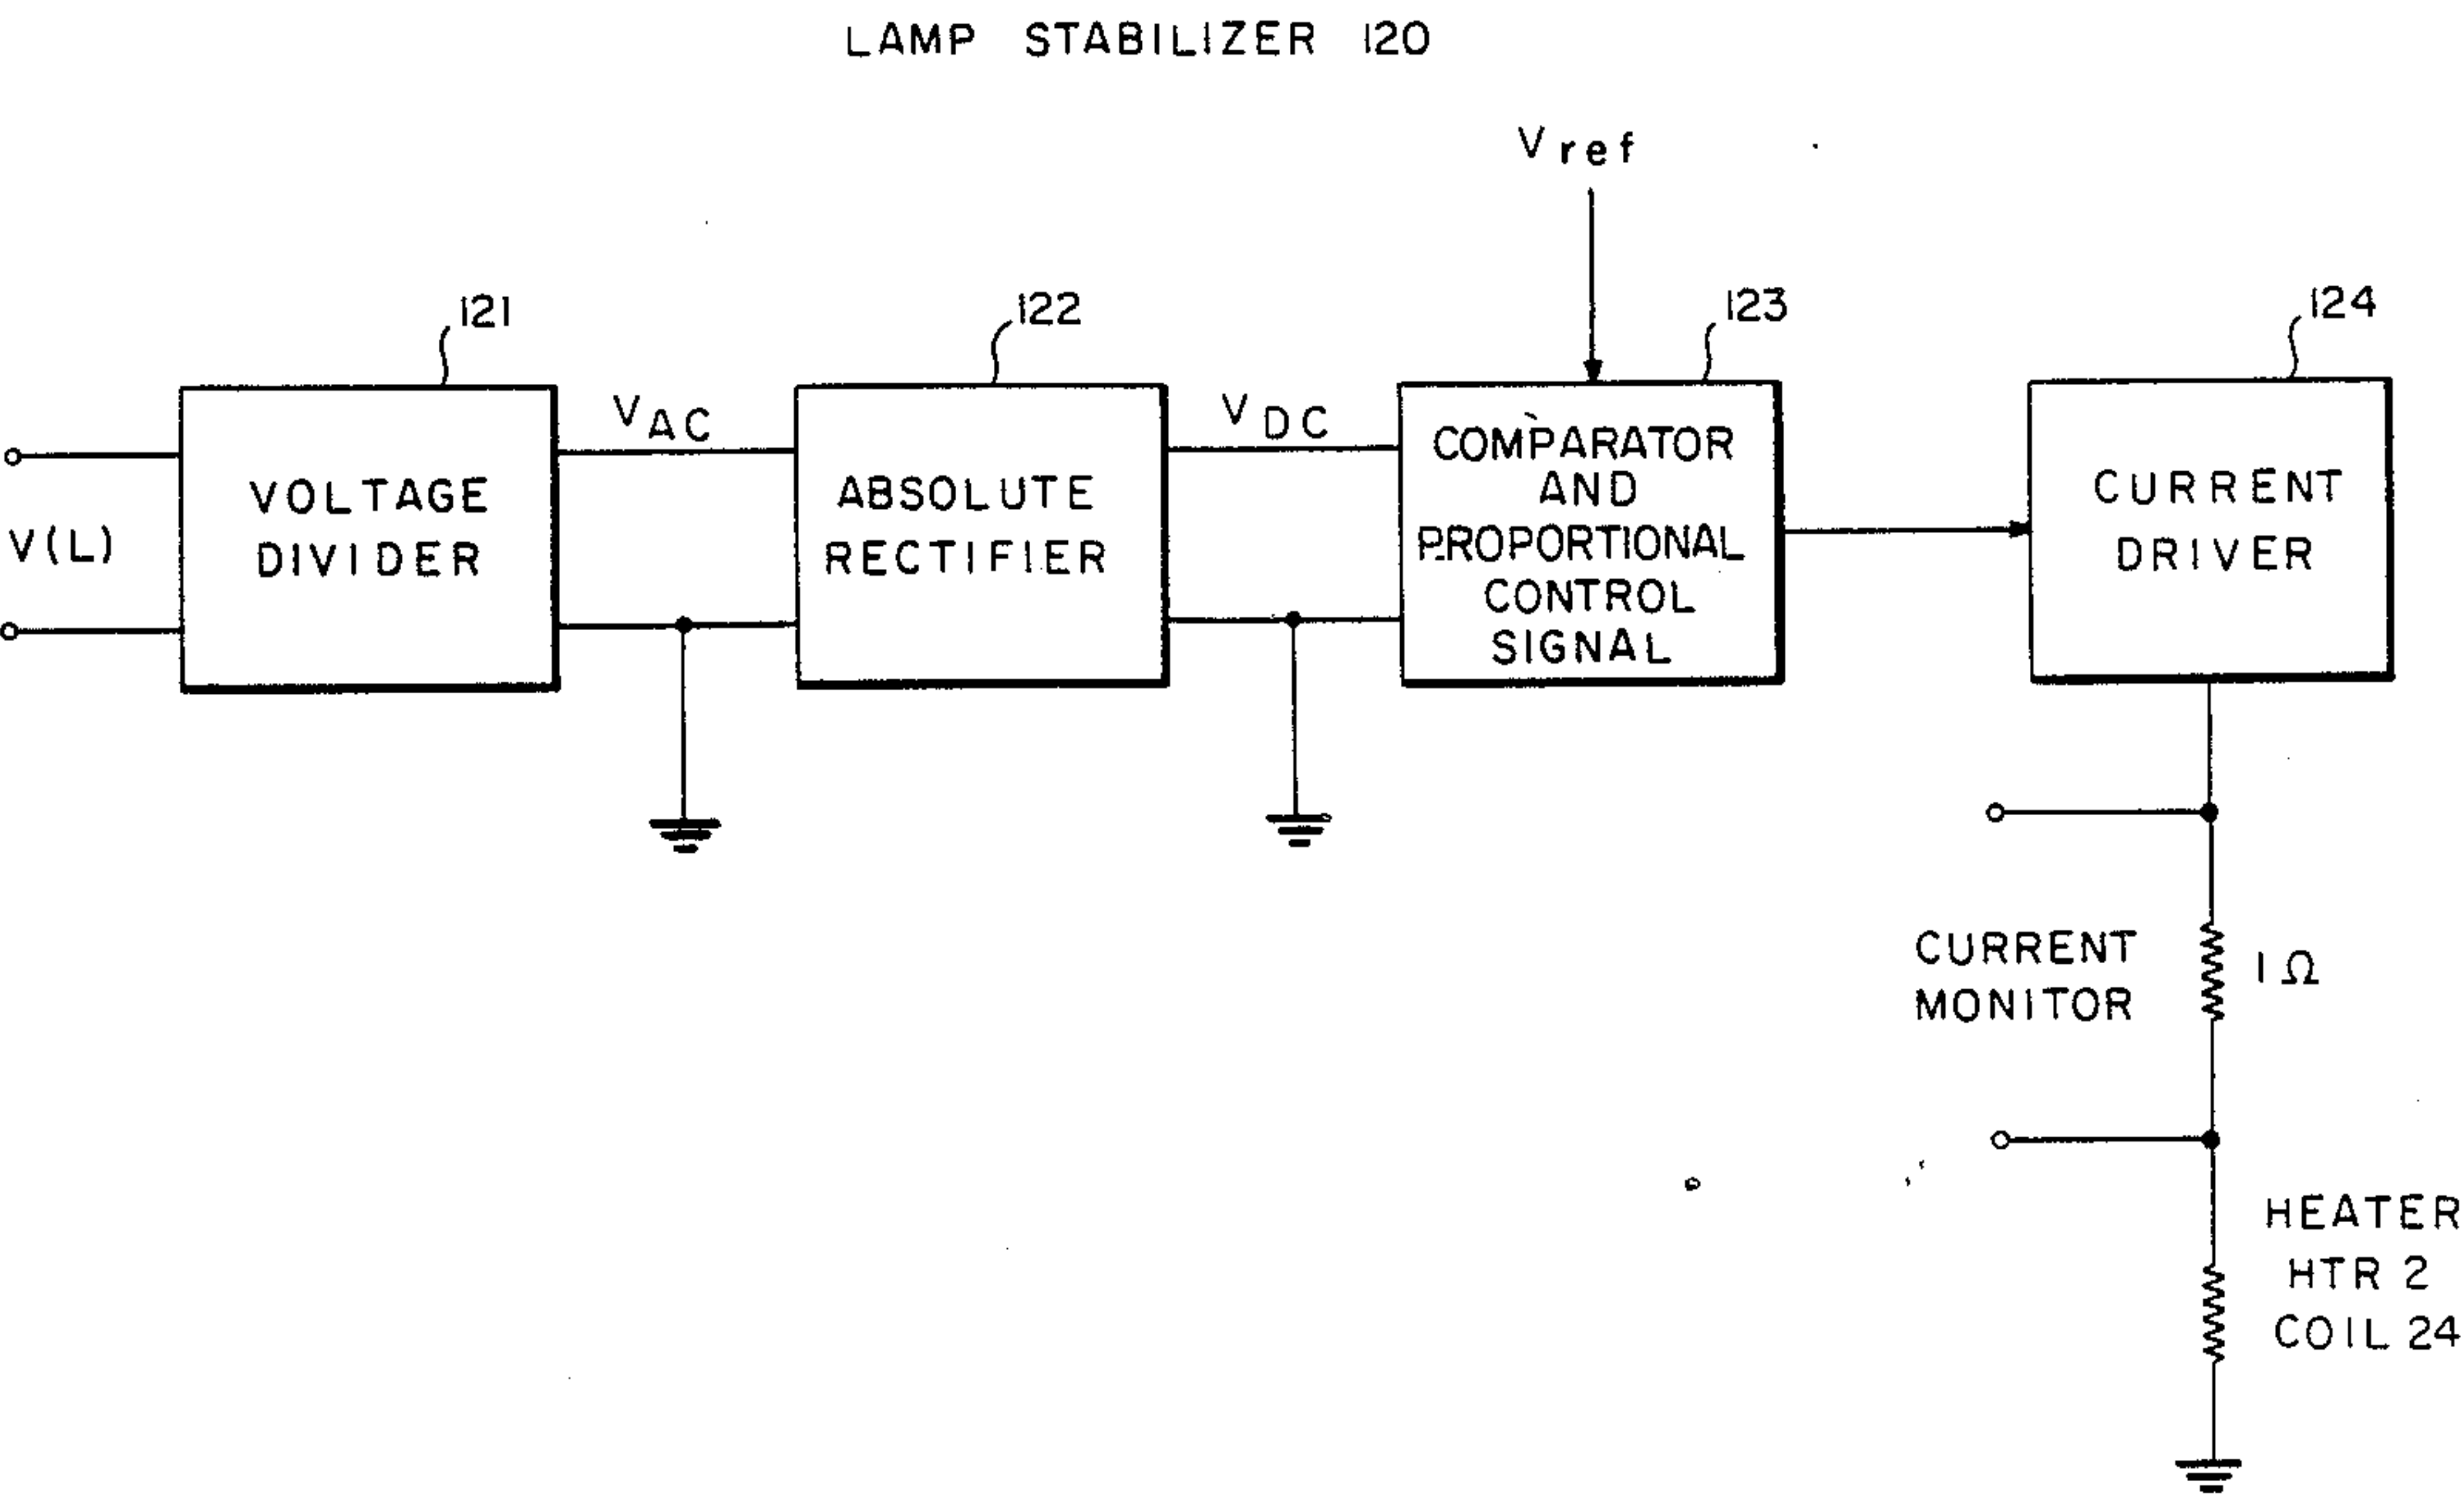 LAMP STABILIZER 120
Vref
121
122
123
124
VAC
VDC
V(L)
VOLTAGE
DIVIDER
ABSOLUTE
RECTIFIER
COMPARATOR
AND
PROPORTIONAL
CONTROL
SIGNAL
CURRENT
DRIVER
CURRENT
MONITOR
1Ω
HEATER
HTR 2
COIL 24